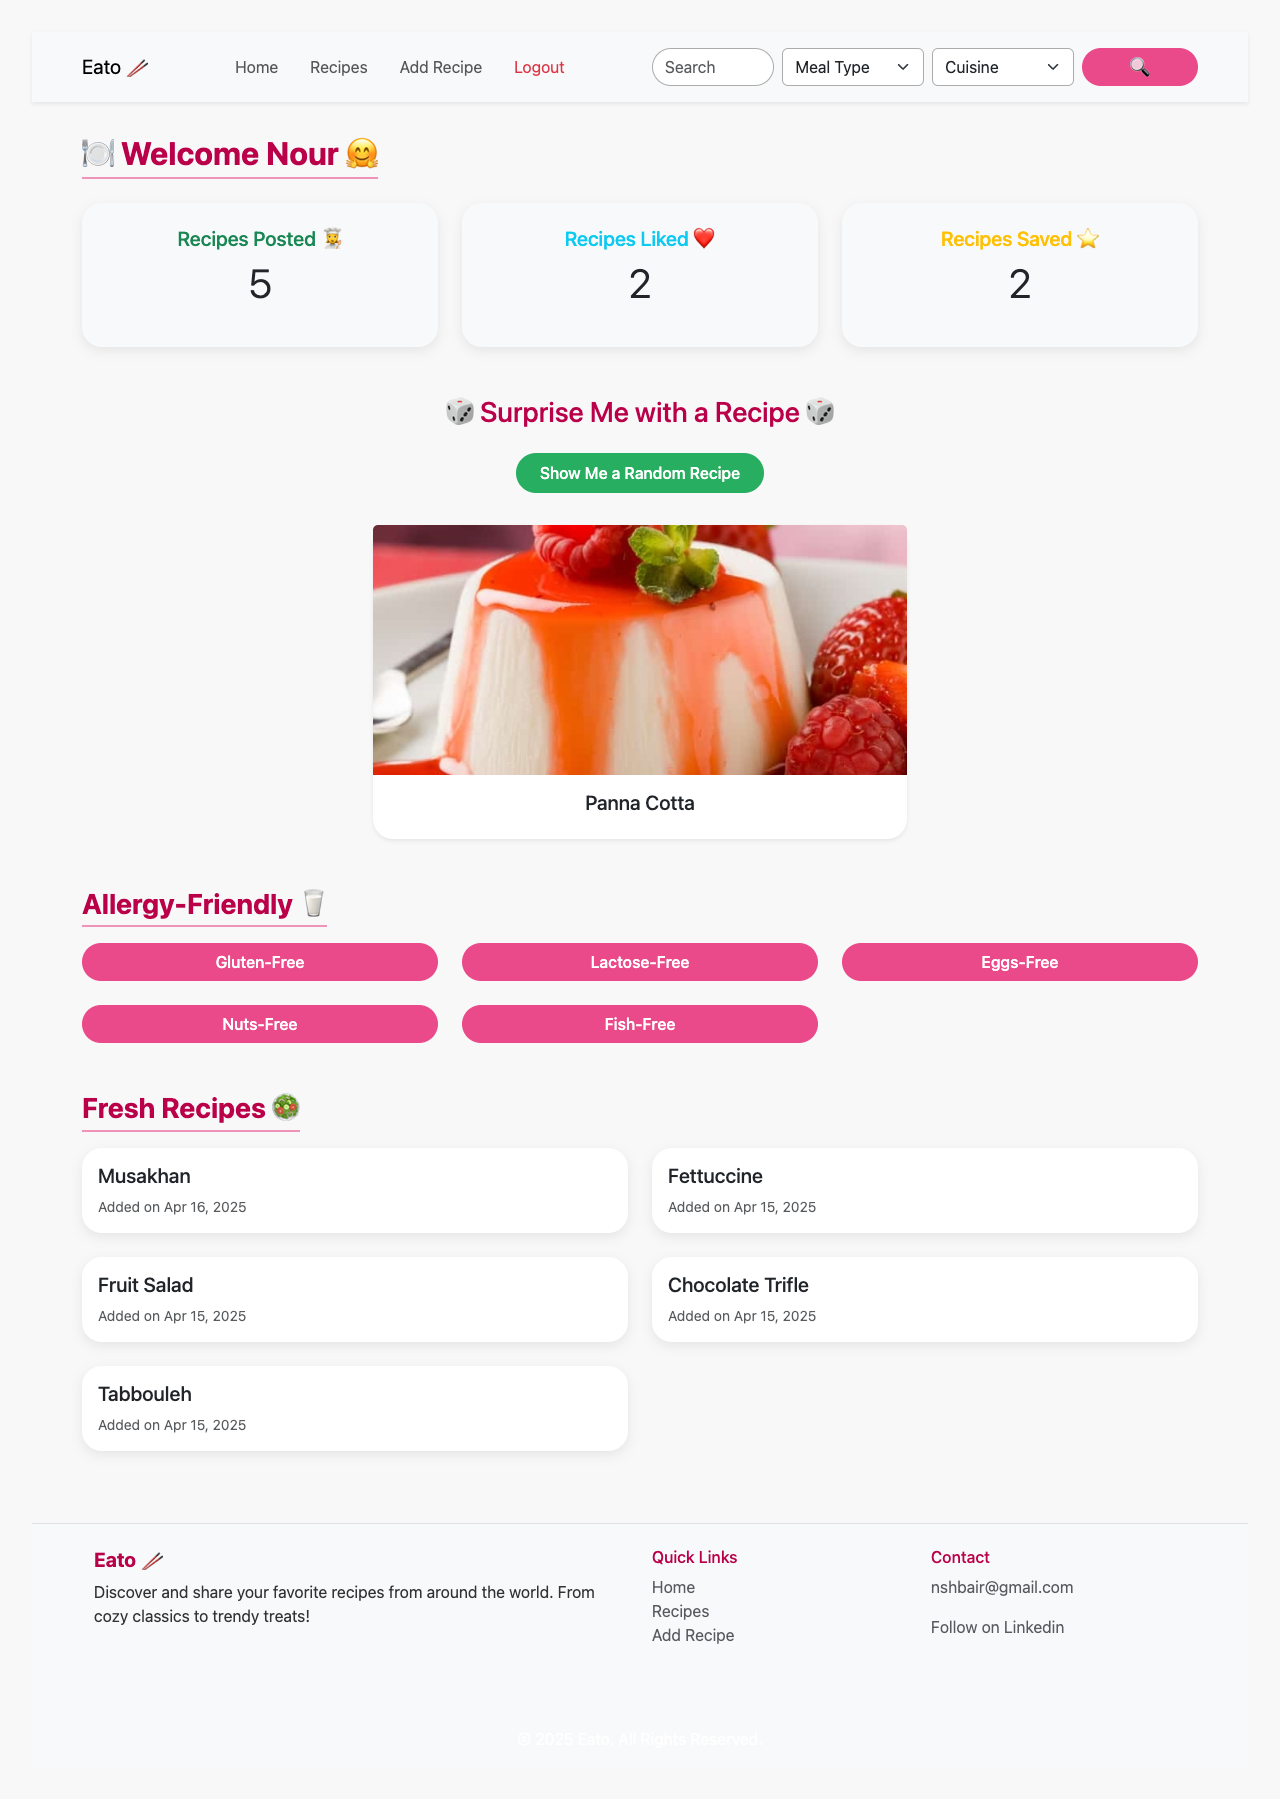 Eato 🥢
Home
Recipes
Add Recipe
Logout
Search
Meal Type
Cuisine
🔍
🍽️ Welcome Nour 🤗
Recipes Posted 🧑‍🍳
5
Recipes Liked ❤️
2
Recipes Saved ⭐
2
🎲 Surprise Me with a Recipe 🎲
Show Me a Random Recipe
Panna Cotta
Allergy-Friendly 🥛
Gluten-Free
Lactose-Free
Eggs-Free
Nuts-Free
Fish-Free
Fresh Recipes 🥗
Musakhan
Added on Apr 16, 2025
Fettuccine
Added on Apr 15, 2025
Fruit Salad
Added on Apr 15, 2025
Chocolate Trifle
Added on Apr 15, 2025
Tabbouleh
Added on Apr 15, 2025
Eato 🥢
Discover and share your favorite recipes from around the world. From
cozy classics to trendy treats!
Quick Links
Home
Recipes
Add Recipe
Contact
nshbair@gmail.com
Follow on Linkedin
© 2025 Eato. All Rights Reserved.